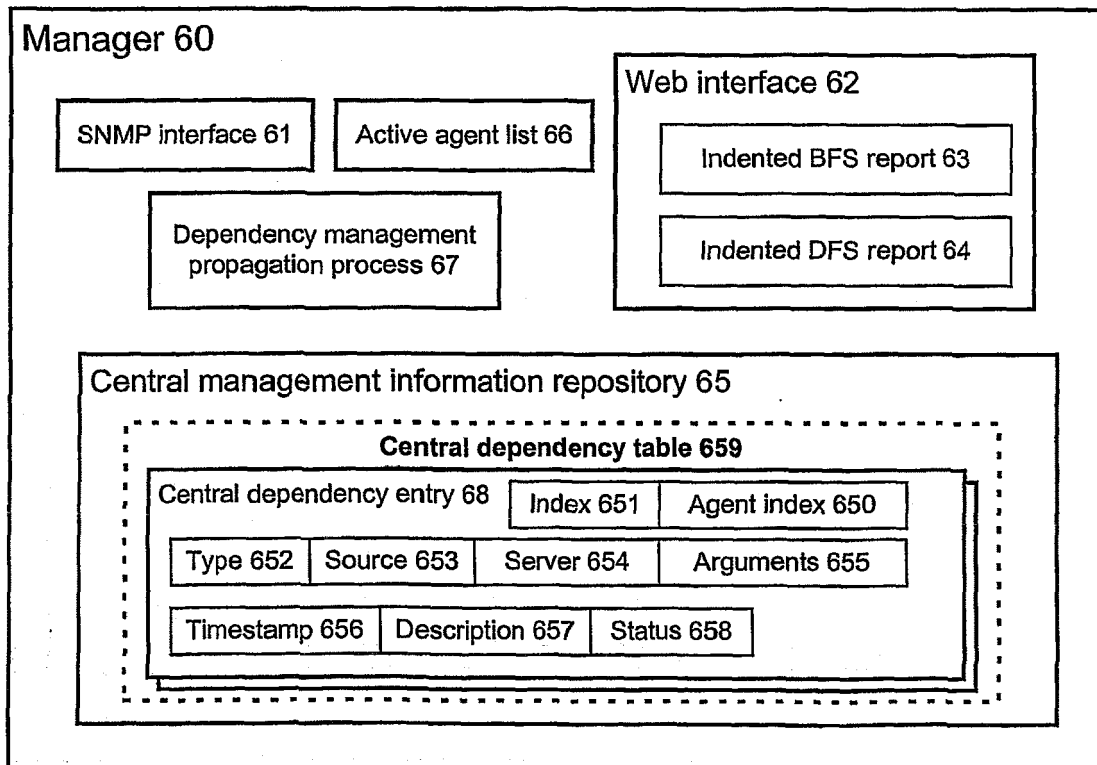 Manager 60
SNMP interface 61
Active agent list 66
Web interface 62
Indented BFS report 63
Indented DFS report 64
Dependency management
propagation process 67
Central management information repository 65
Central dependency table 659
Central dependency entry 68
Index 651
Agent index 650
Type 652
Source 653
Server 654
Arguments 655
Timestamp 656
Description 657
Status 658